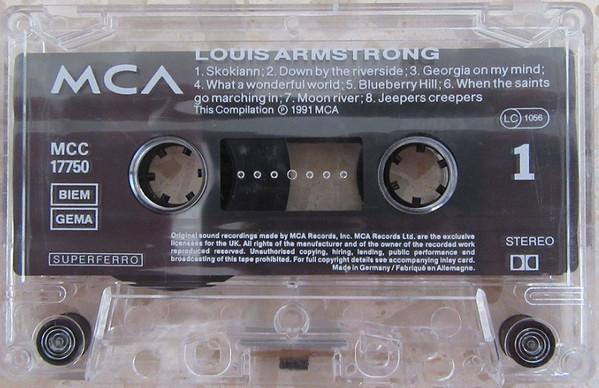 LOUIS ARMSTRONG
MCA
1. Skokiann; 2. Down by the riverside; 3. Georgia on my mind;
4. What a wonderful world; 5. Blueberry Hill; 6. When the saints
go marching in; 7. Moon river; 8. Jeepers creepers
This Compilation Ⓟ 1991 MCA
LC 1056
MCC
17750
1
BIEM
GEMA
STEREO
SUPERFERRO
Original sound recordings made by MCA Records, Inc. MCA Records Ltd. are the exclusive
licensees for the UK. All rights of the manufacturer and of the owner of the recorded work
reproduced reserved. Unauthorised copying, hiring, lending, public performance and
broadcasting of this tape prohibited. For full copyright details see accompanying inlay card.
Made in Germany / Fabriqué en Allemagne.